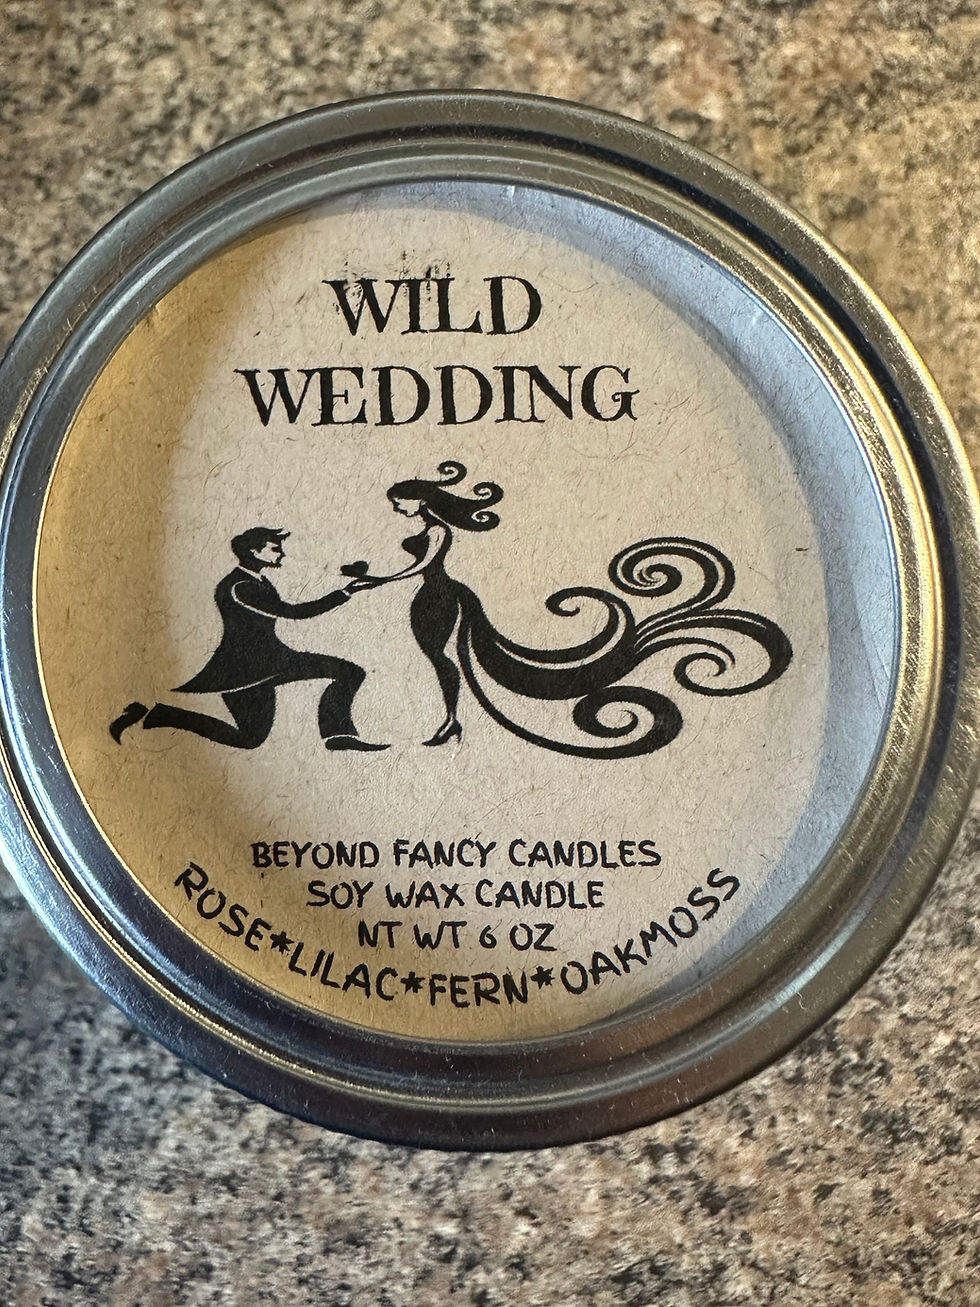 WILD
WEDDING
BEYOND FANCY CANDLES
SOY WAX CANDLE
NT WT 6 OZ
ROSE*LILAC*FERN*OAKMOSS